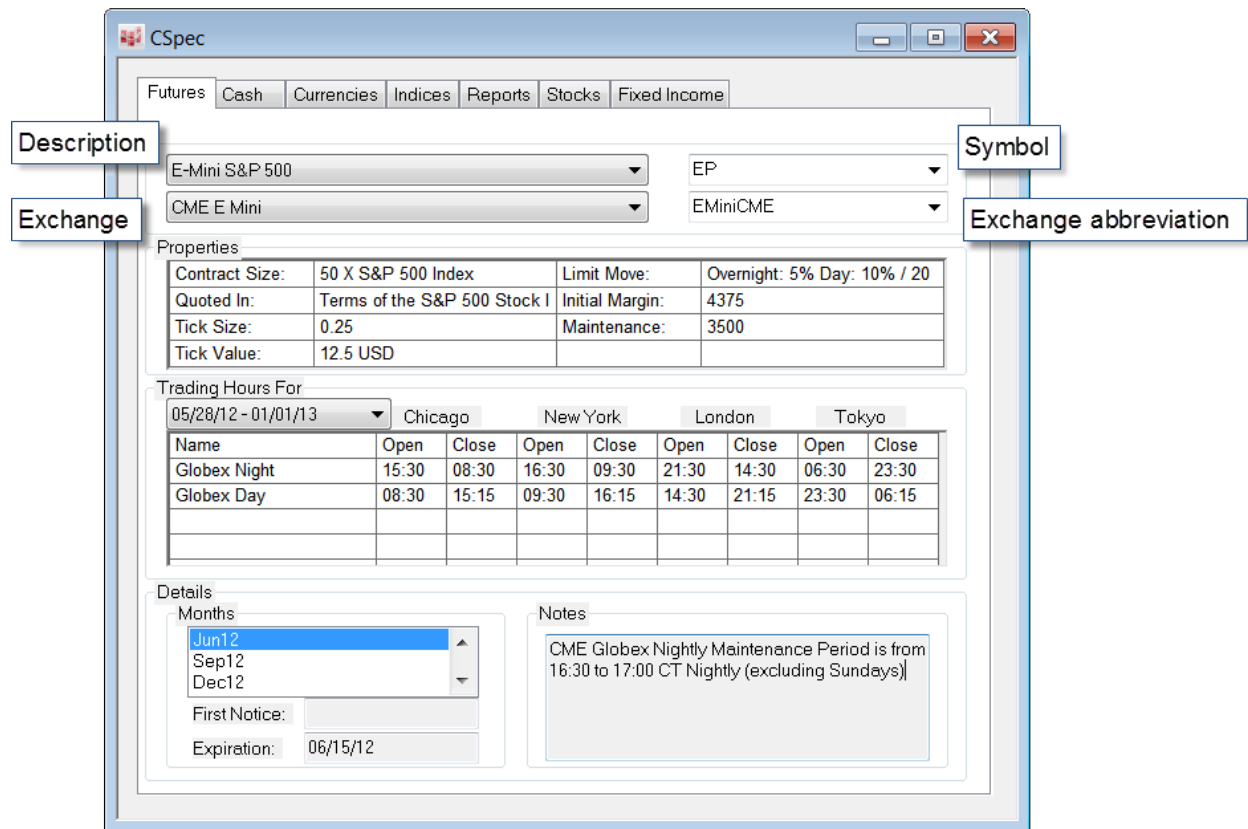 CSpec
Futures Cash Currencies Indices Reports Stocks Fixed Income
Description
Symbol
E-Mini S&P 500 EP
Exchange
CME E Mini EMiniCME
Exchange abbreviation
Properties
Contract Size: 50 X S&P 500 Index Limit Move: Overnight: 5% Day: 10% / 20
Quoted In: Terms of the S&P 500 Stock I Initial Margin: 4375
Tick Size: 0.25 Maintenance: 3500
Tick Value: 12.5 USD
Trading Hours For
05/28/12 - 01/01/13 Chicago New York London Tokyo
Name Open Close Open Close Open Close Open Close
Globex Night 15:30 08:30 16:30 09:30 21:30 14:30 06:30 23:30
Globex Day 08:30 15:15 09:30 16:15 14:30 21:15 23:30 06:15
Details
Months
Jun12
Sep12
Dec12
First Notice:
Expiration: 06/15/12
Notes
CME Globex Nightly Maintenance Period is from
16:30 to 17:00 CT Nightly (excluding Sundays)